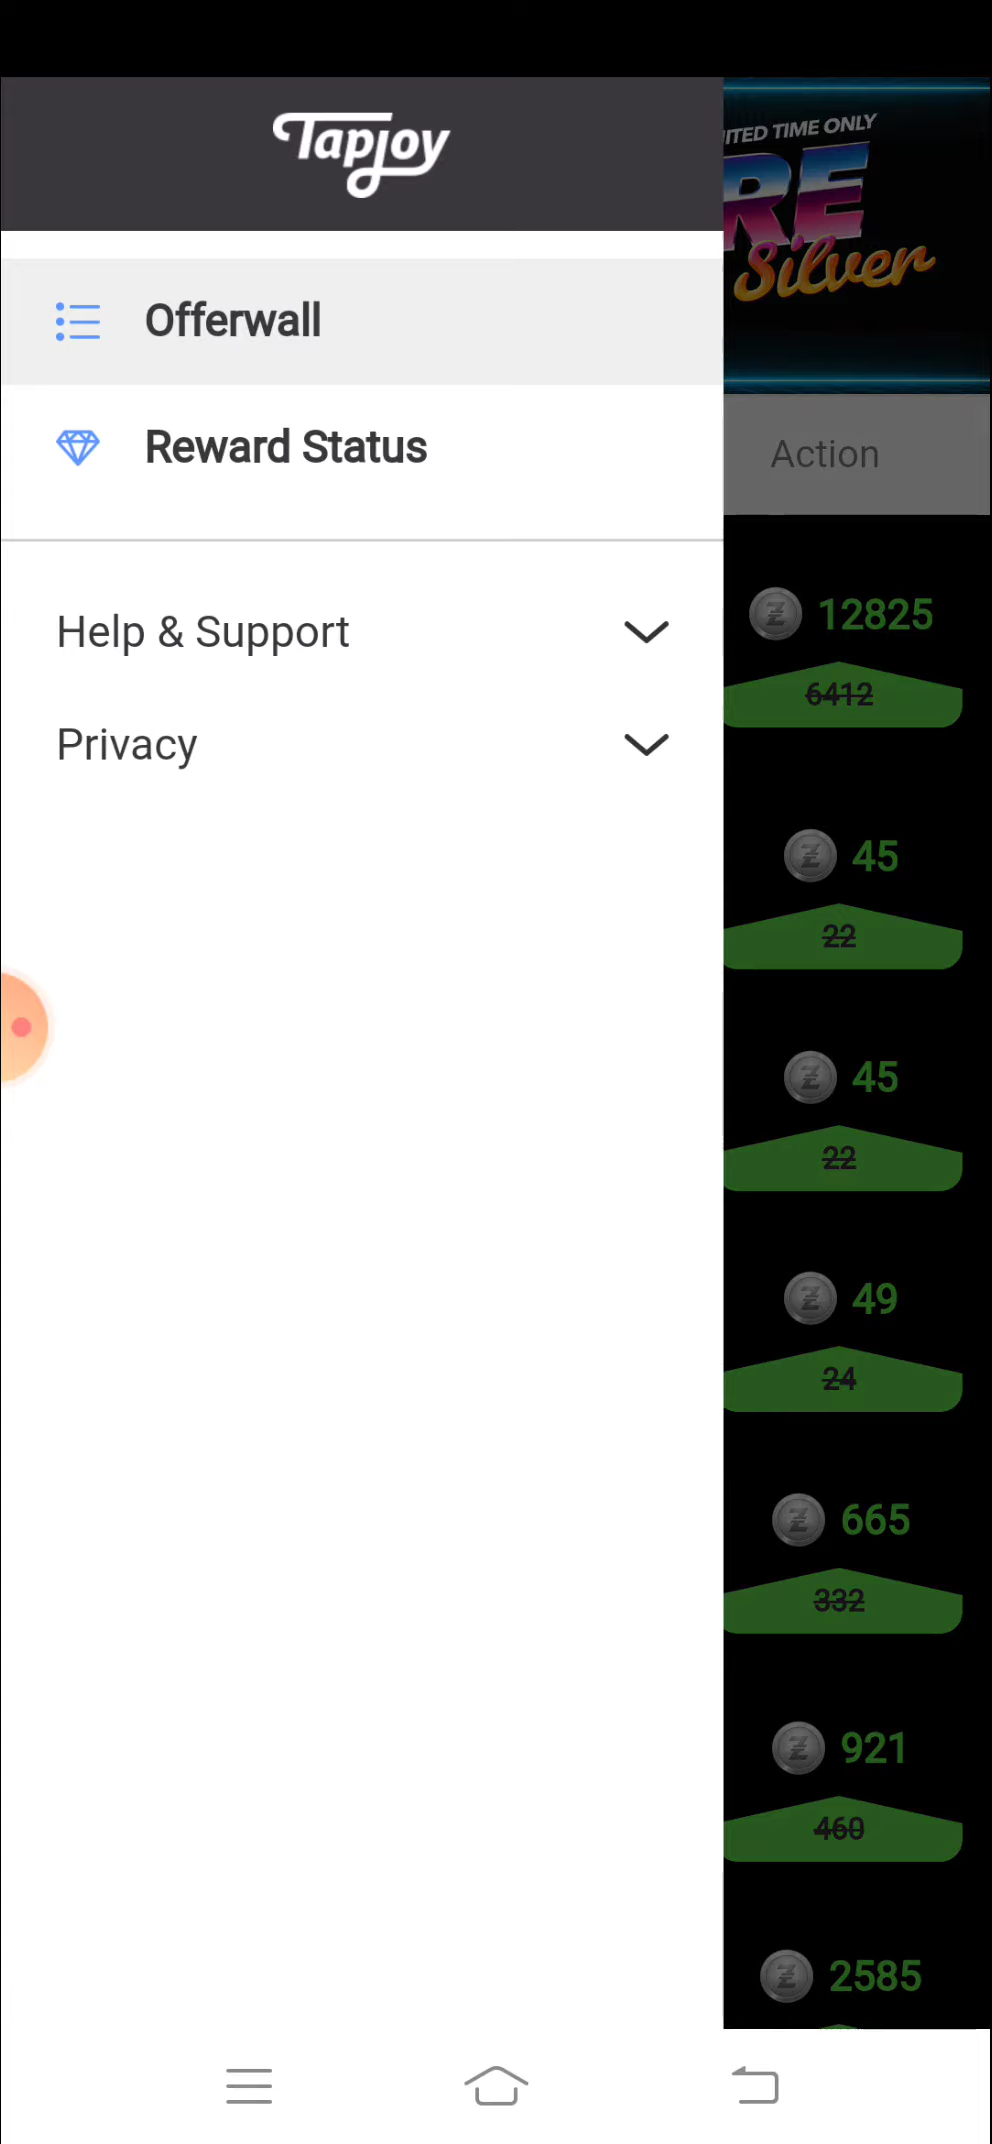 Tapjoy
ITED TIME ONLY
RE
Silver
Offerwall
Reward Status
Action
Help & Support
Privacy
12825
6412
45
22
45
22
49
24
665
332
921
460
2585